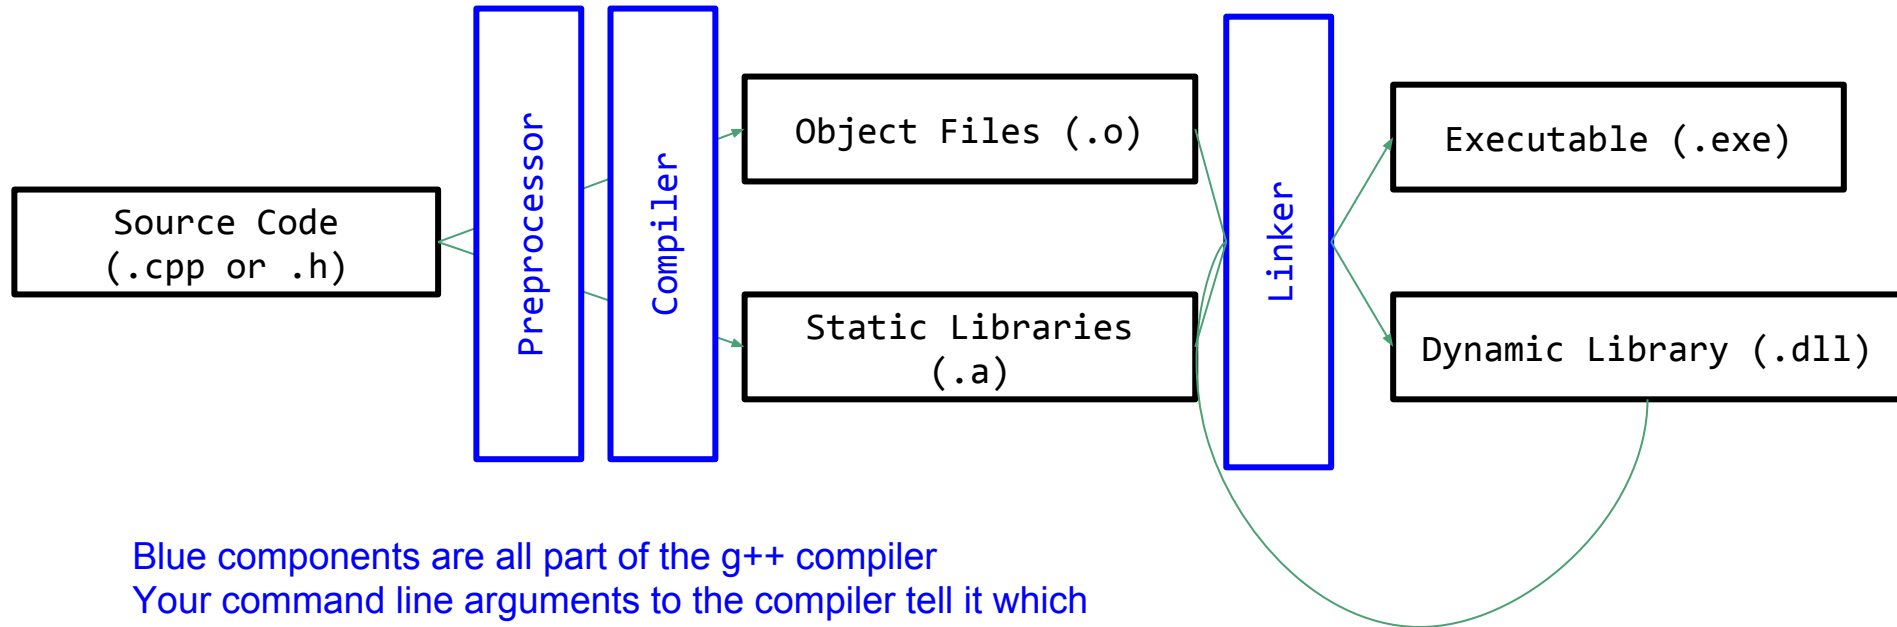 Source Code
(.cpp or .h)
Preprocessor
Compiler
Object Files (.o)
Static Libraries
(.a)
Linker
Executable (.exe)
Dynamic Library (.dll)
Blue components are all part of the g++ compiler
Your command line arguments to the compiler tell it which